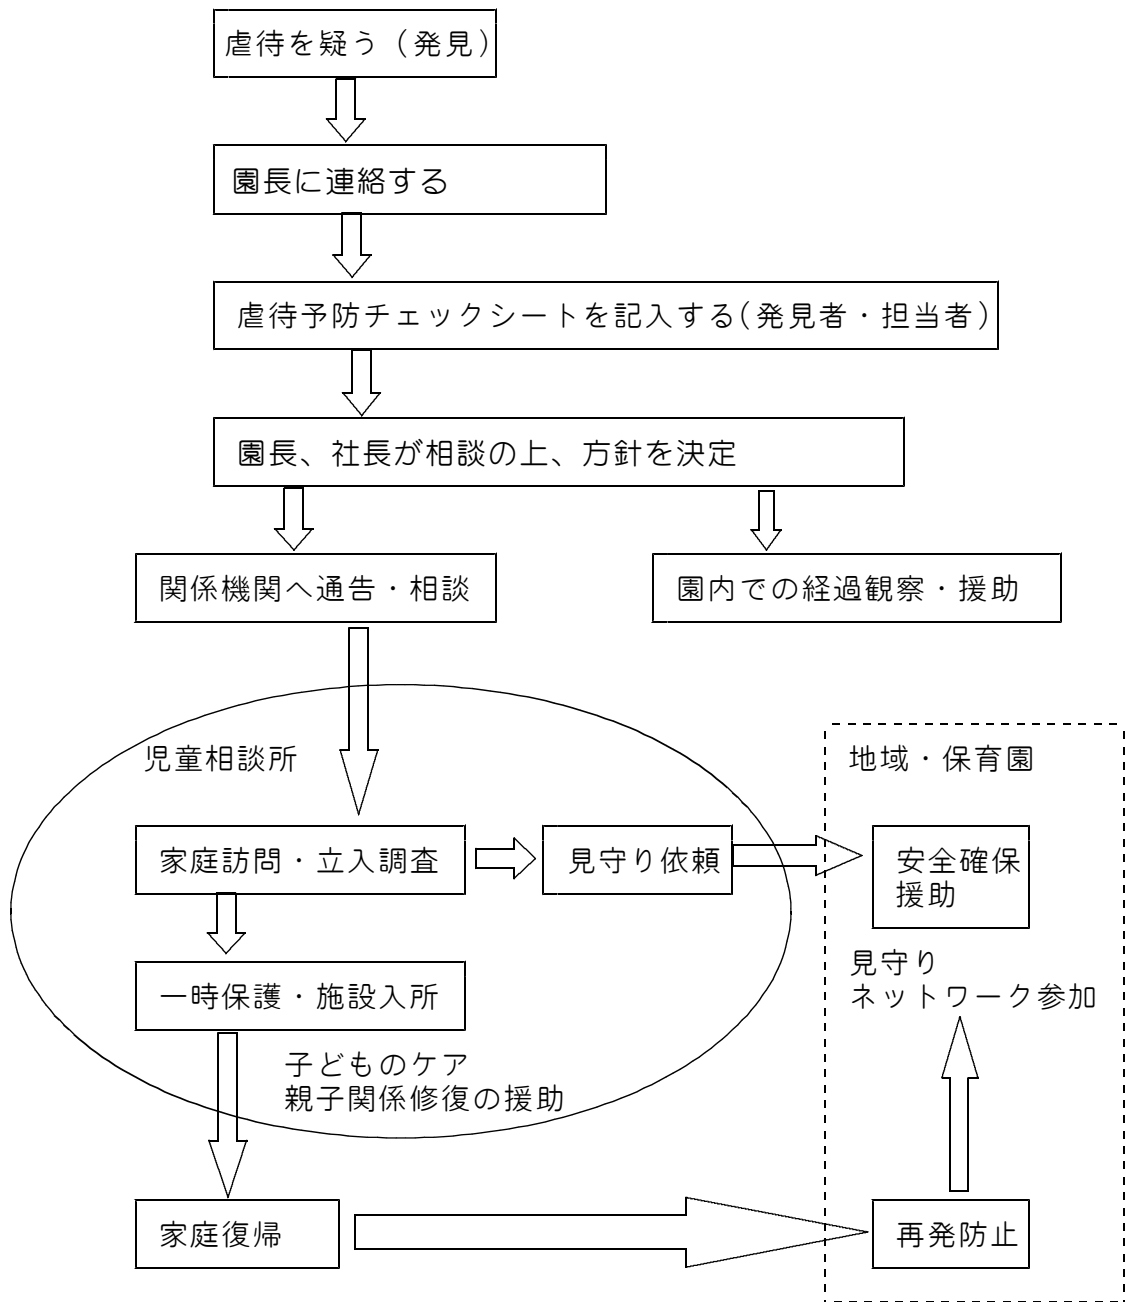 虐待を疑う（発見）
園長に連絡する
虐待予防チェックシートを記入する(発見者・担当者)
園長、社長が相談の上、方針を決定
関係機関へ通告・相談
園内での経過観察・援助
児童相談所
地域・保育園
家庭訪問・立入調査
見守り依頼
安全確保
援助
見守り
ネットワーク参加
一時保護・施設入所
子どものケア
親子関係修復の援助
家庭復帰
再発防止